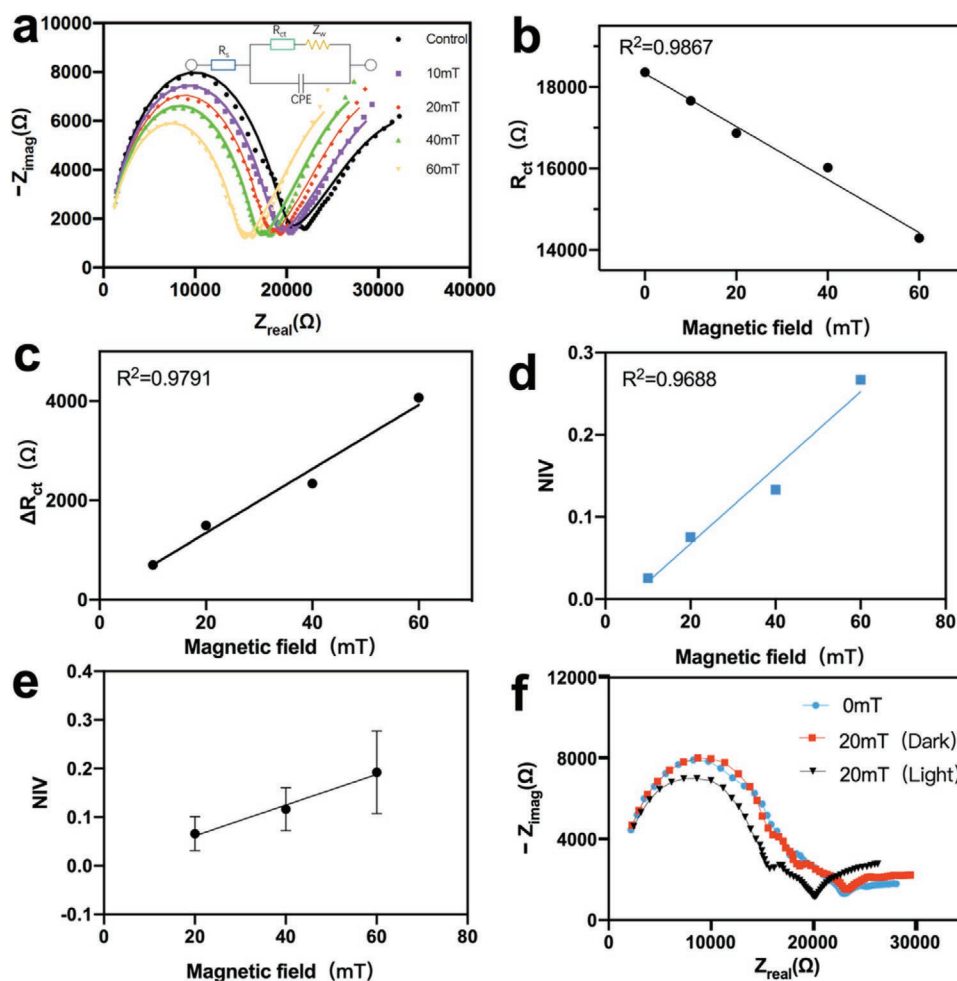 a
10000
8000
6000
4000
2000
0
−Z_imag(Ω)
0
10000
20000
30000
40000
Z_real(Ω)
R_s
R_ct
Z_w
CPE
Control
10mT
20mT
40mT
60mT
b
R²=0.9867
18000
16000
14000
R_ct (Ω)
0
20
40
60
Magnetic field (mT)
c
R²=0.9791
4000
2000
0
ΔR_ct (Ω)
20
40
60
Magnetic field (mT)
d
R²=0.9688
0.3
0.2
0.1
0.0
NIV
0
20
40
60
80
Magnetic field (mT)
e
0.4
0.3
0.2
0.1
0.0
-0.1
NIV
0
20
40
60
80
Magnetic field (mT)
f
12000
8000
4000
0
− Z_imag(Ω)
0
10000
20000
30000
Z_real(Ω)
0mT
20mT (Dark)
20mT (Light)